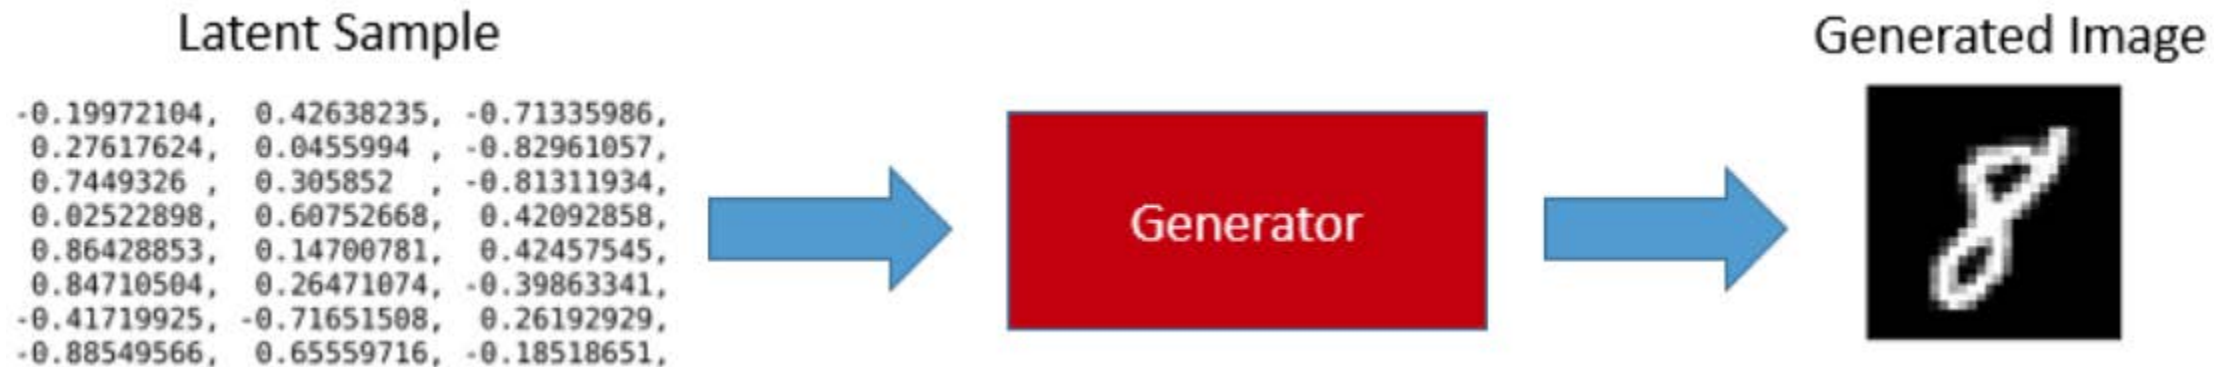 Latent Sample
Generated Image
-0.19972104, 0.42638235, -0.71335986,
0.27617624, 0.0455994 , -0.82961057,
0.7449326 , 0.305852 , -0.81311934,
0.02522898, 0.60752668, 0.42092858,
0.86428853, 0.14700781, 0.42457545,
0.84710504, 0.26471074, -0.39863341,
-0.41719925, -0.71651508, 0.26192929,
-0.88549566, 0.65559716, -0.18518651,
Generator
8